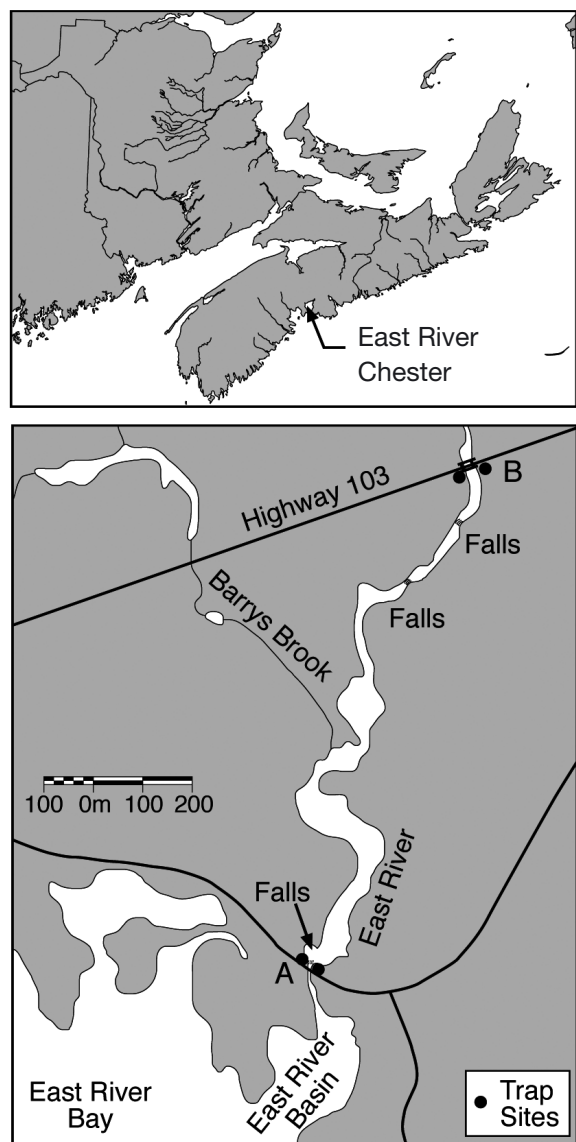 East River
Chester
Highway 103
B
Falls
Falls
Barrys Brook
100 0m 100 200
Falls
East River
A
East River
Basin
East River
Bay
Trap
Sites